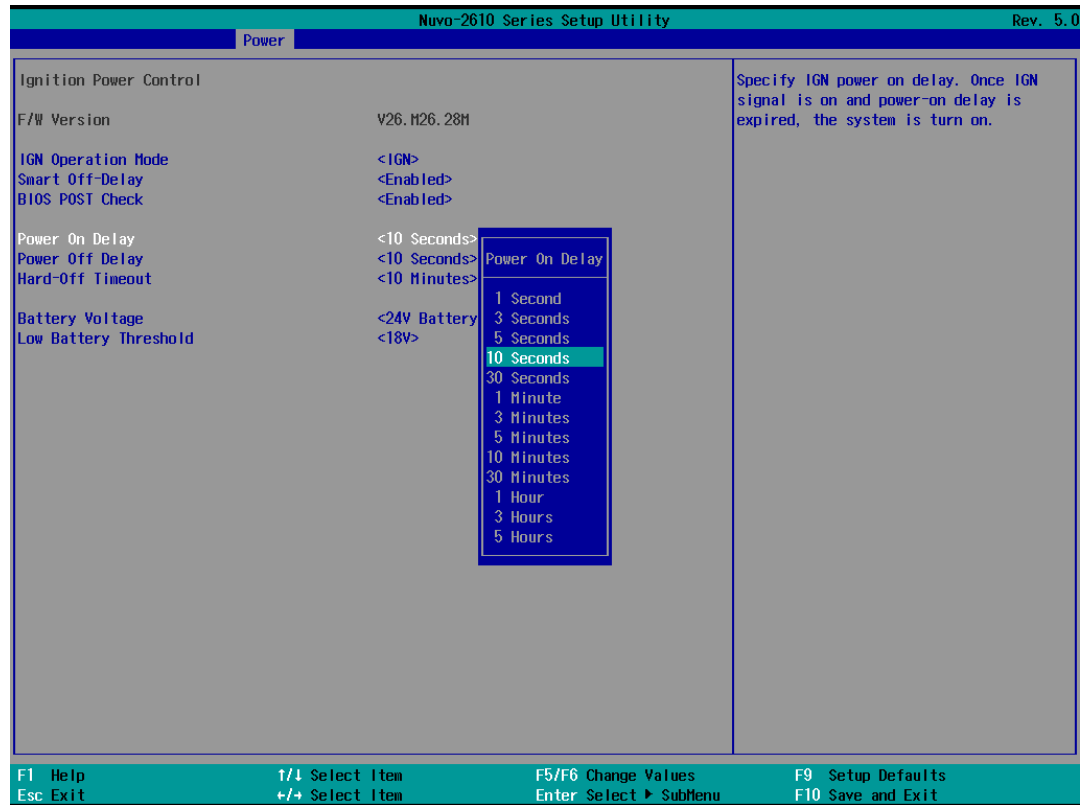 Nuvo-2610 Series Setup Utility Rev. 5.0
Power
Ignition Power Control
F/W Version V26.M26.28M
IGN Operation Mode <IGN>
Smart Off-Delay <Enabled>
BIOS POST Check <Enabled>
Power On Delay <10 Seconds>
Power Off Delay <10 Seconds>
Hard-Off Timeout <10 Minutes>
Battery Voltage <24V Battery
Low Battery Threshold <18V>
Power On Delay
1 Second
3 Seconds
5 Seconds
10 Seconds
30 Seconds
1 Minute
3 Minutes
5 Minutes
10 Minutes
30 Minutes
1 Hour
3 Hours
5 Hours
Specify IGN power on delay. Once IGN
signal is on and power-on delay is
expired, the system is turn on.
F1 Help ↑/↓ Select Item F5/F6 Change Values F9 Setup Defaults
Esc Exit ←/→ Select Item Enter Select ▶ SubMenu F10 Save and Exit